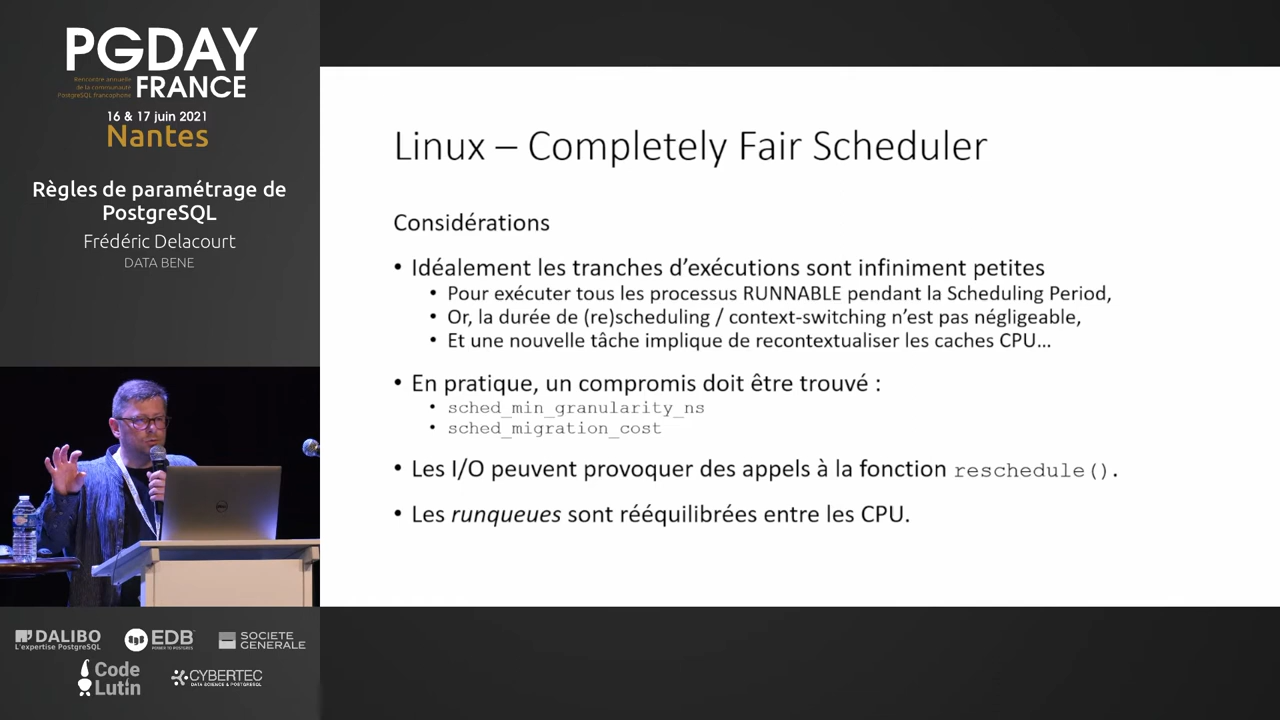 PGDAY
FRANCE
Rencontre annuelle
de la communauté
PostgreSQL francophone
16 & 17 juin 2021
Nantes
Règles de paramétrage de
PostgreSQL
Frédéric Delacourt
DATA BENE
Linux – Completely Fair Scheduler
Considérations
• Idéalement les tranches d’exécutions sont infiniment petites
• Pour exécuter tous les processus RUNNABLE pendant la Scheduling Period,
• Or, la durée de (re)scheduling / context-switching n’est pas négligeable,
• Et une nouvelle tâche implique de recontextualiser les caches CPU…
• En pratique, un compromis doit être trouvé :
• sched_min_granularity_ns
• sched_migration_cost
• Les I/O peuvent provoquer des appels à la fonction reschedule().
• Les runqueues sont rééquilibrées entre les CPU.
DALIBO
L'expertise PostgreSQL
EDB
POWER TO POSTGRES
SOCIETE
GENERALE
Code
Lutin
CYBERTEC
DATA SCIENCE & POSTGRESQL
DELL